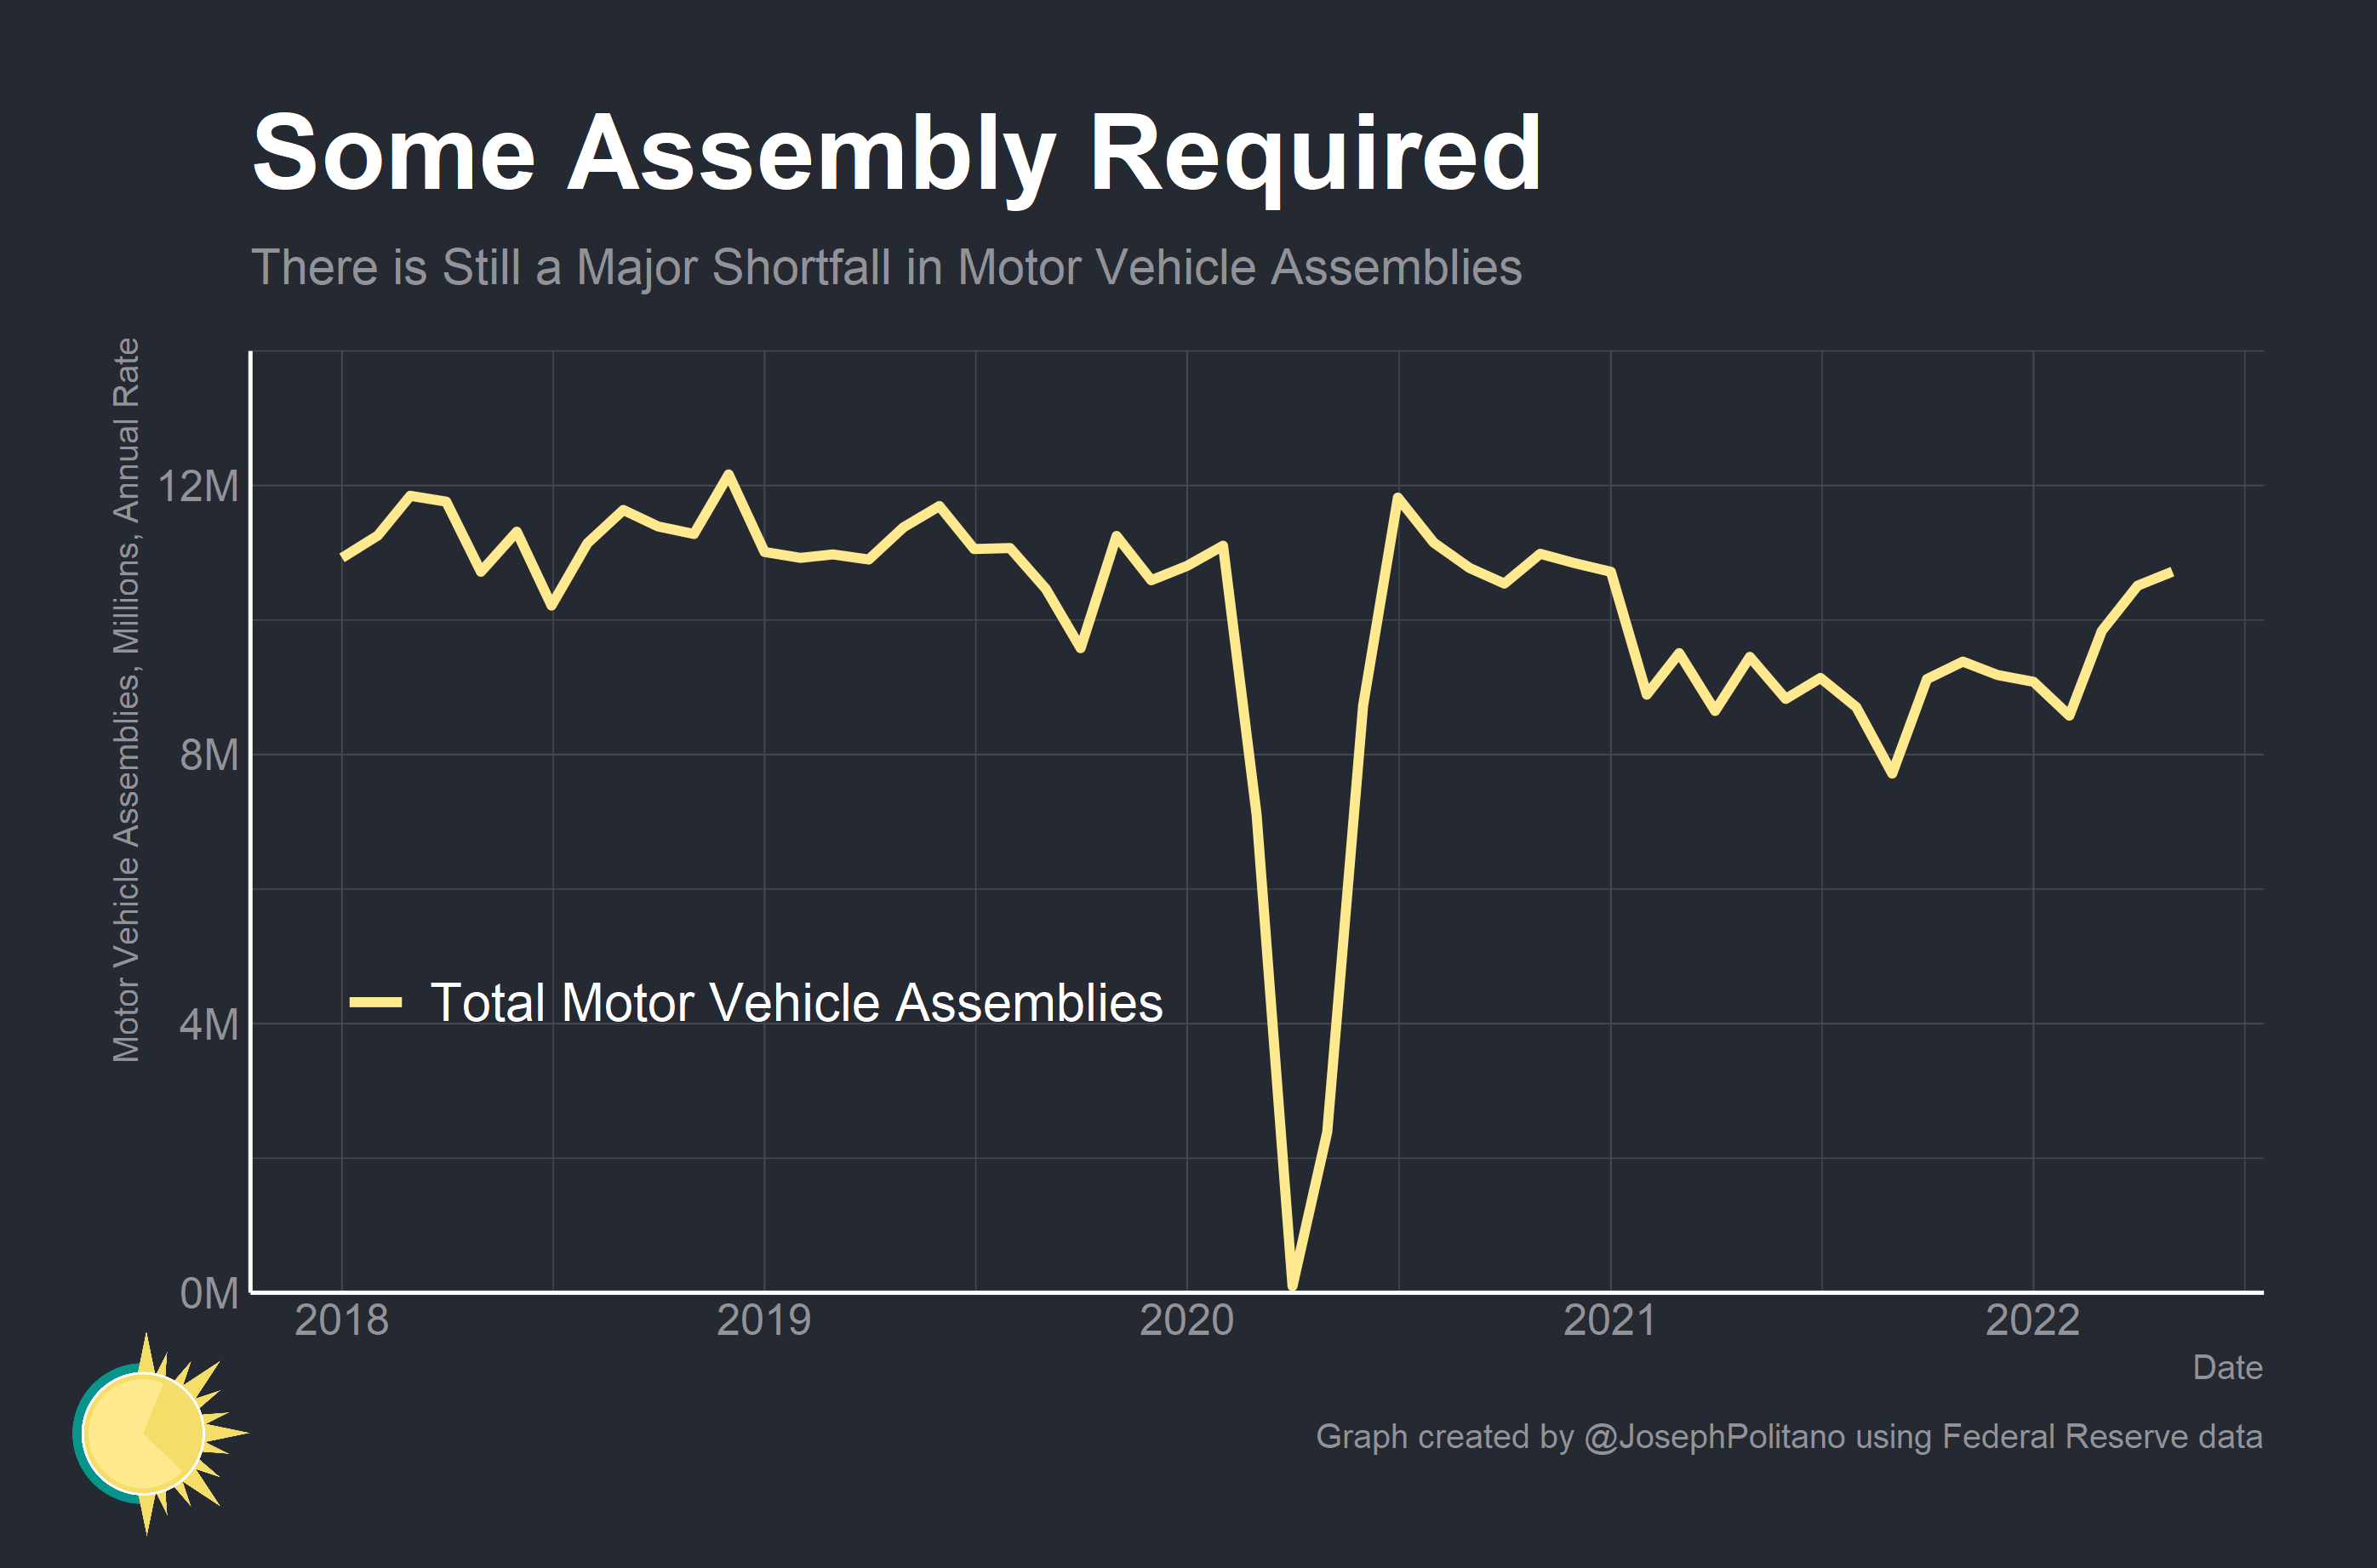 Some Assembly Required
There is Still a Major Shortfall in Motor Vehicle Assemblies
Motor Vehicle Assemblies, Millions, Annual Rate
12M
8M
4M
0M
Total Motor Vehicle Assemblies
2018 2019 2020 2021 2022
Date
Graph created by @JosephPolitano using Federal Reserve data